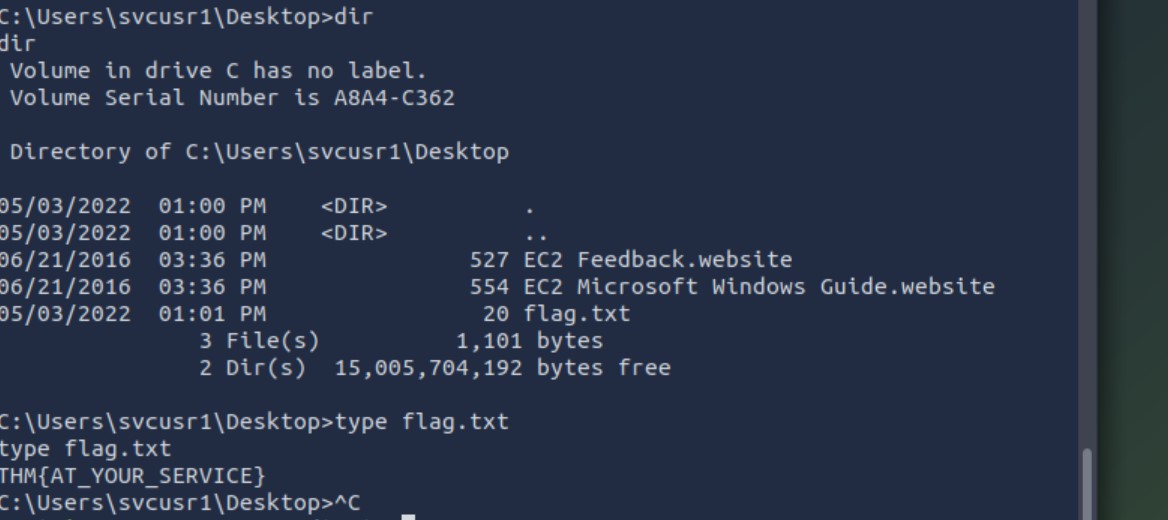 C:\Users\svcusr1\Desktop>dir
dir
Volume in drive C has no label.
Volume Serial Number is A8A4-C362
Directory of C:\Users\svcusr1\Desktop
05/03/2022  01:00 PM    <DIR>          .
05/03/2022  01:00 PM    <DIR>          ..
06/21/2016  03:36 PM               527 EC2 Feedback.website
06/21/2016  03:36 PM               554 EC2 Microsoft Windows Guide.website
05/03/2022  01:01 PM                20 flag.txt
3 File(s)          1,101 bytes
2 Dir(s)  15,005,704,192 bytes free
C:\Users\svcusr1\Desktop>type flag.txt
type flag.txt
THM{AT_YOUR_SERVICE}
C:\Users\svcusr1\Desktop>^C